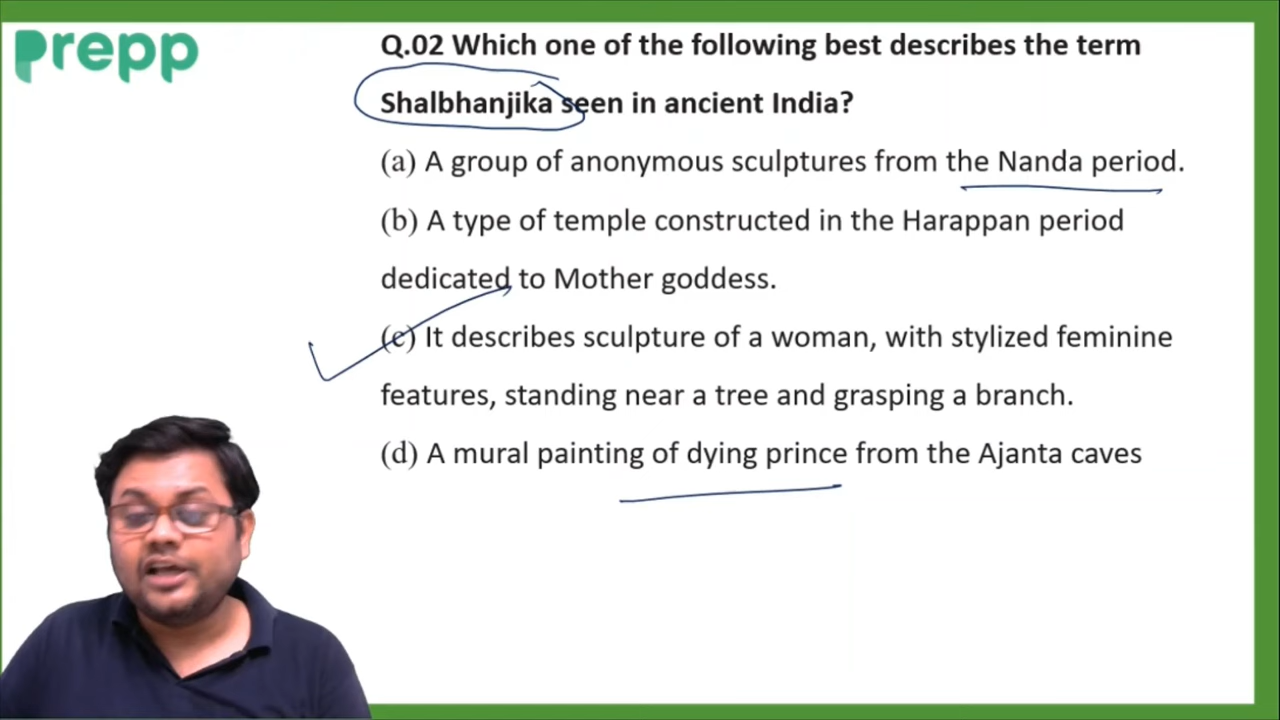 prepp
Q.02 Which one of the following best describes the term
Shalbhanjika seen in ancient India?
(a) A group of anonymous sculptures from the Nanda period.
(b) A type of temple constructed in the Harappan period
dedicated to Mother goddess.
(c) It describes sculpture of a woman, with stylized feminine
features, standing near a tree and grasping a branch.
(d) A mural painting of dying prince from the Ajanta caves